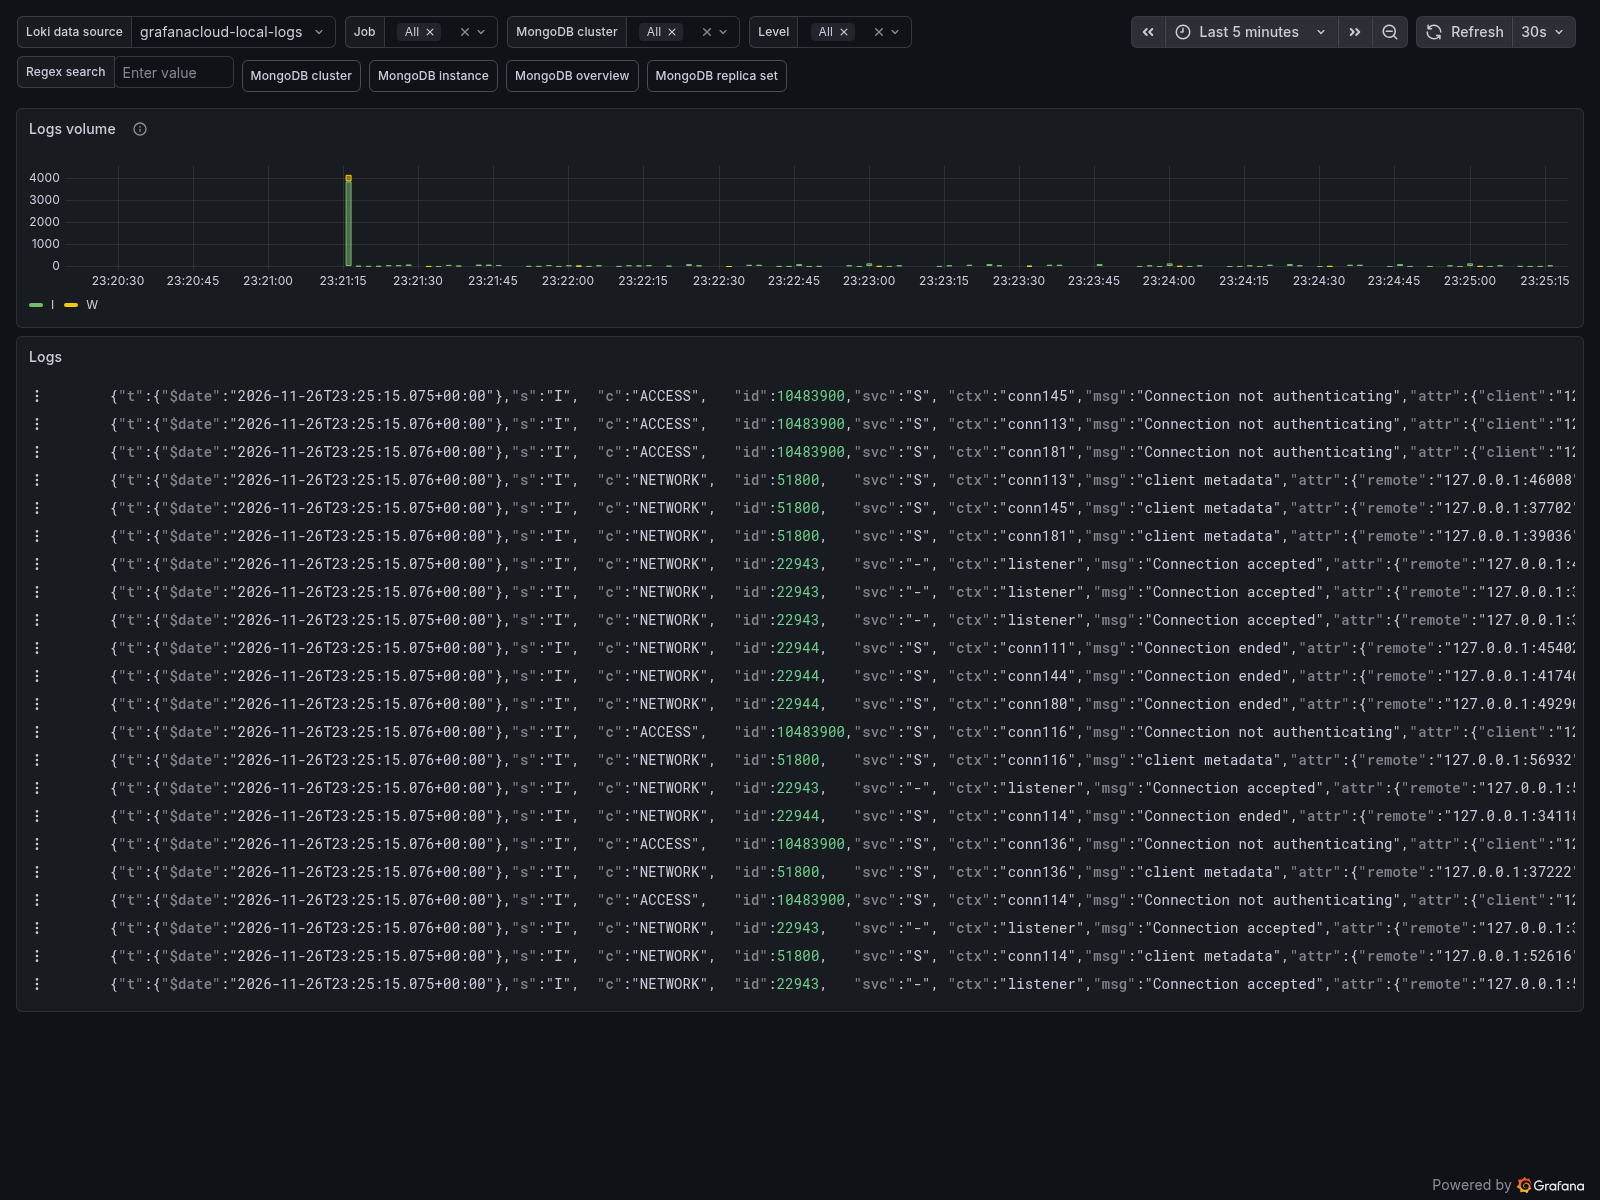 Loki data source grafanacloud-local-logs Job All MongoDB cluster All Level All Last 5 minutes Refresh 30s
Regex search Enter value MongoDB cluster MongoDB instance MongoDB overview MongoDB replica set
Logs volume
4000
3000
2000
1000
0
23:20:30 23:20:45 23:21:00 23:21:15 23:21:30 23:21:45 23:22:00 23:22:15 23:22:30 23:22:45 23:23:00 23:23:15 23:23:30 23:23:45 23:24:00 23:24:15 23:24:30 23:24:45 23:25:00 23:25:15
I W
Logs
{"t":{"$date":"2026-11-26T23:25:15.075+00:00"},"s":"I", "c":"ACCESS", "id":10483900,"svc":"S", "ctx":"conn145","msg":"Connection not authenticating","attr":{"client":"12
{"t":{"$date":"2026-11-26T23:25:15.075+00:00"},"s":"I", "c":"ACCESS", "id":10483900,"svc":"S", "ctx":"conn113","msg":"Connection not authenticating","attr":{"client":"12
{"t":{"$date":"2026-11-26T23:25:15.075+00:00"},"s":"I", "c":"ACCESS", "id":10483900,"svc":"S", "ctx":"conn181","msg":"Connection not authenticating","attr":{"client":"12
{"t":{"$date":"2026-11-26T23:25:15.075+00:00"},"s":"I", "c":"NETWORK", "id":51800, "svc":"S", "ctx":"conn113","msg":"client metadata","attr":{"remote":"127.0.0.1:46008"
{"t":{"$date":"2026-11-26T23:25:15.075+00:00"},"s":"I", "c":"NETWORK", "id":51800, "svc":"S", "ctx":"conn145","msg":"client metadata","attr":{"remote":"127.0.0.1:37702"
{"t":{"$date":"2026-11-26T23:25:15.075+00:00"},"s":"I", "c":"NETWORK", "id":51800, "svc":"S", "ctx":"conn181","msg":"client metadata","attr":{"remote":"127.0.0.1:39036"
{"t":{"$date":"2026-11-26T23:25:15.075+00:00"},"s":"I", "c":"NETWORK", "id":22943, "svc":"-", "ctx":"listener","msg":"Connection accepted","attr":{"remote":"127.0.0.1:4
{"t":{"$date":"2026-11-26T23:25:15.075+00:00"},"s":"I", "c":"NETWORK", "id":22943, "svc":"-", "ctx":"listener","msg":"Connection accepted","attr":{"remote":"127.0.0.1:3
{"t":{"$date":"2026-11-26T23:25:15.075+00:00"},"s":"I", "c":"NETWORK", "id":22943, "svc":"-", "ctx":"listener","msg":"Connection accepted","attr":{"remote":"127.0.0.1:3
{"t":{"$date":"2026-11-26T23:25:15.075+00:00"},"s":"I", "c":"NETWORK", "id":22944, "svc":"S", "ctx":"conn111","msg":"Connection ended","attr":{"remote":"127.0.0.1:45402
{"t":{"$date":"2026-11-26T23:25:15.075+00:00"},"s":"I", "c":"NETWORK", "id":22944, "svc":"S", "ctx":"conn144","msg":"Connection ended","attr":{"remote":"127.0.0.1:41746
{"t":{"$date":"2026-11-26T23:25:15.075+00:00"},"s":"I", "c":"NETWORK", "id":22944, "svc":"S", "ctx":"conn180","msg":"Connection ended","attr":{"remote":"127.0.0.1:49296
{"t":{"$date":"2026-11-26T23:25:15.075+00:00"},"s":"I", "c":"ACCESS", "id":10483900,"svc":"S", "ctx":"conn116","msg":"Connection not authenticating","attr":{"client":"12
{"t":{"$date":"2026-11-26T23:25:15.075+00:00"},"s":"I", "c":"NETWORK", "id":51800, "svc":"S", "ctx":"conn116","msg":"client metadata","attr":{"remote":"127.0.0.1:56932"
{"t":{"$date":"2026-11-26T23:25:15.075+00:00"},"s":"I", "c":"NETWORK", "id":22943, "svc":"-", "ctx":"listener","msg":"Connection accepted","attr":{"remote":"127.0.0.1:5
{"t":{"$date":"2026-11-26T23:25:15.075+00:00"},"s":"I", "c":"NETWORK", "id":22944, "svc":"S", "ctx":"conn114","msg":"Connection ended","attr":{"remote":"127.0.0.1:34118
{"t":{"$date":"2026-11-26T23:25:15.075+00:00"},"s":"I", "c":"ACCESS", "id":10483900,"svc":"S", "ctx":"conn136","msg":"Connection not authenticating","attr":{"client":"12
{"t":{"$date":"2026-11-26T23:25:15.075+00:00"},"s":"I", "c":"NETWORK", "id":51800, "svc":"S", "ctx":"conn136","msg":"client metadata","attr":{"remote":"127.0.0.1:37222"
{"t":{"$date":"2026-11-26T23:25:15.075+00:00"},"s":"I", "c":"ACCESS", "id":10483900,"svc":"S", "ctx":"conn114","msg":"Connection not authenticating","attr":{"client":"12
{"t":{"$date":"2026-11-26T23:25:15.075+00:00"},"s":"I", "c":"NETWORK", "id":22943, "svc":"-", "ctx":"listener","msg":"Connection accepted","attr":{"remote":"127.0.0.1:3
{"t":{"$date":"2026-11-26T23:25:15.075+00:00"},"s":"I", "c":"NETWORK", "id":51800, "svc":"S", "ctx":"conn114","msg":"client metadata","attr":{"remote":"127.0.0.1:52616"
{"t":{"$date":"2026-11-26T23:25:15.075+00:00"},"s":"I", "c":"NETWORK", "id":22943, "svc":"-", "ctx":"listener","msg":"Connection accepted","attr":{"remote":"127.0.0.1:5
Powered by Grafana